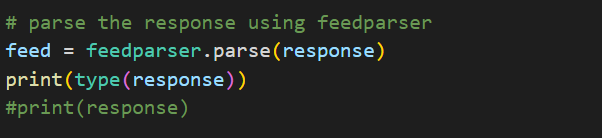 # parse the response using feedparser
feed = feedparser.parse(response)
print(type(response))
#print(response)